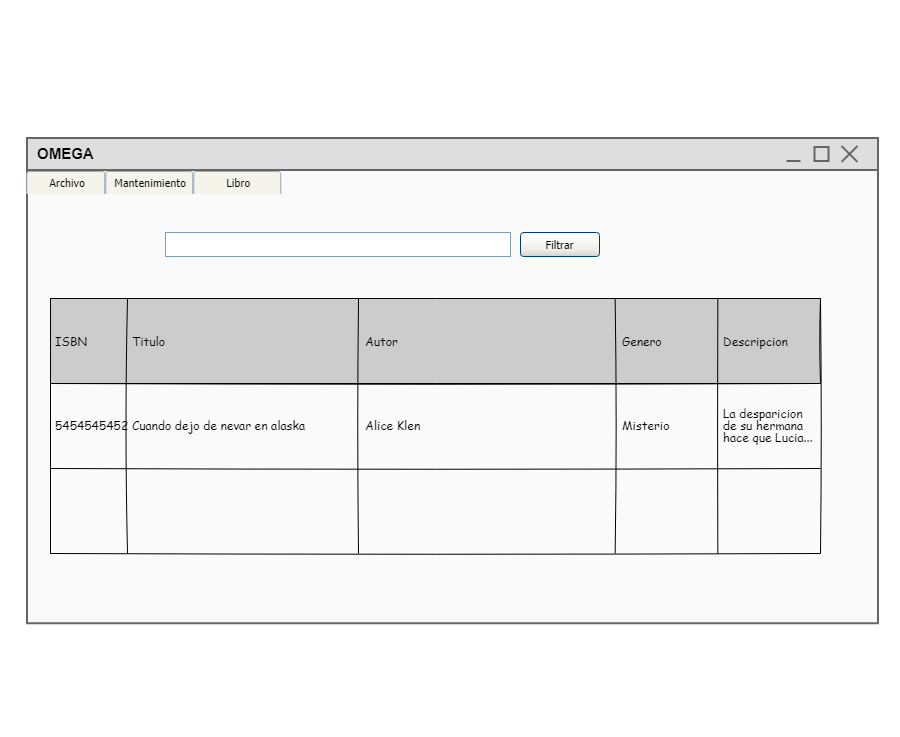 OMEGA
Archivo Mantenimiento Libro
Filtrar
ISBN Titulo Autor Genero Descripcion
5454545452 Cuando dejo de nevar en alaska Alice Klen Misterio La desparicion
de su hermana
hace que Lucia...